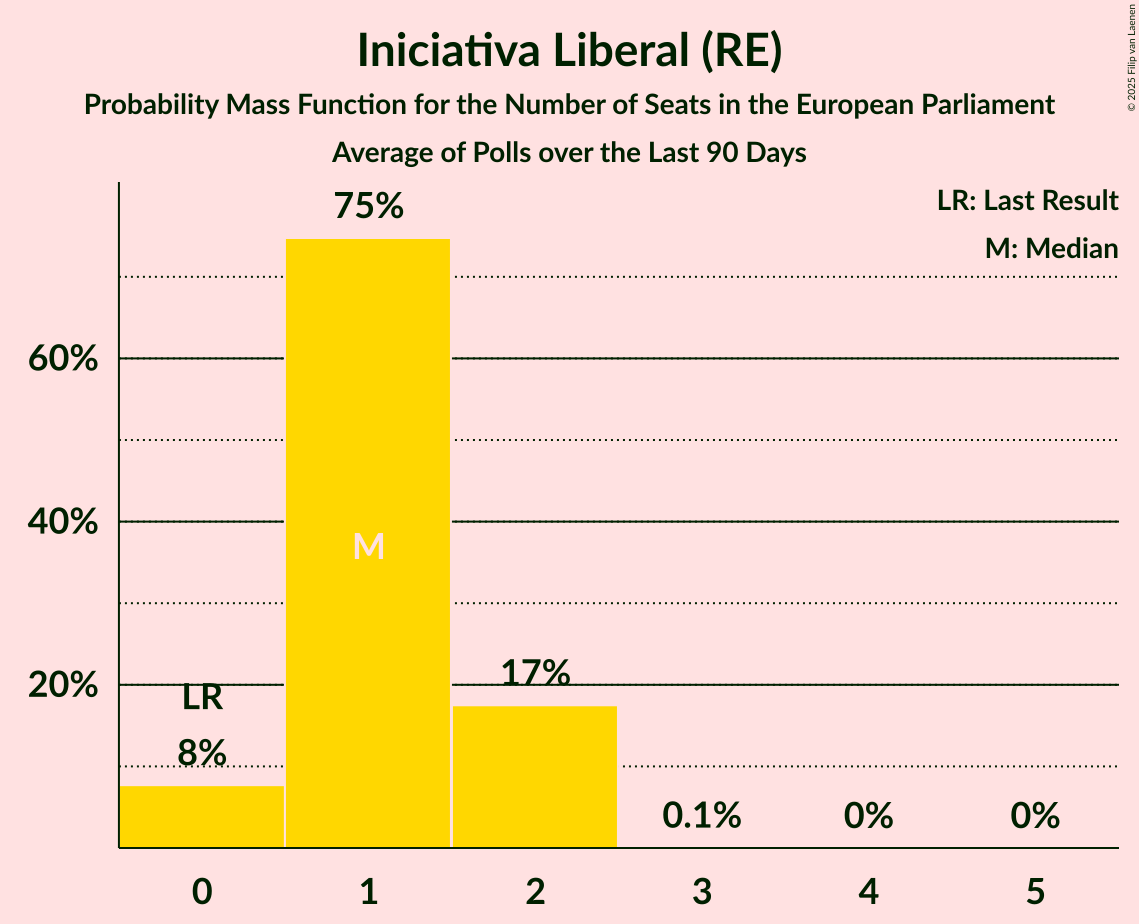 Iniciativa Liberal (RE)
Probability Mass Function for the Number of Seats in the European Parliament
Average of Polls over the Last 90 Days
© 2025 Filip van Laenen
LR: Last Result
M: Median
75%
60%
40%
M
20%
LR
17%
8%
0.1%
0%
0%
0 1 2 3 4 5